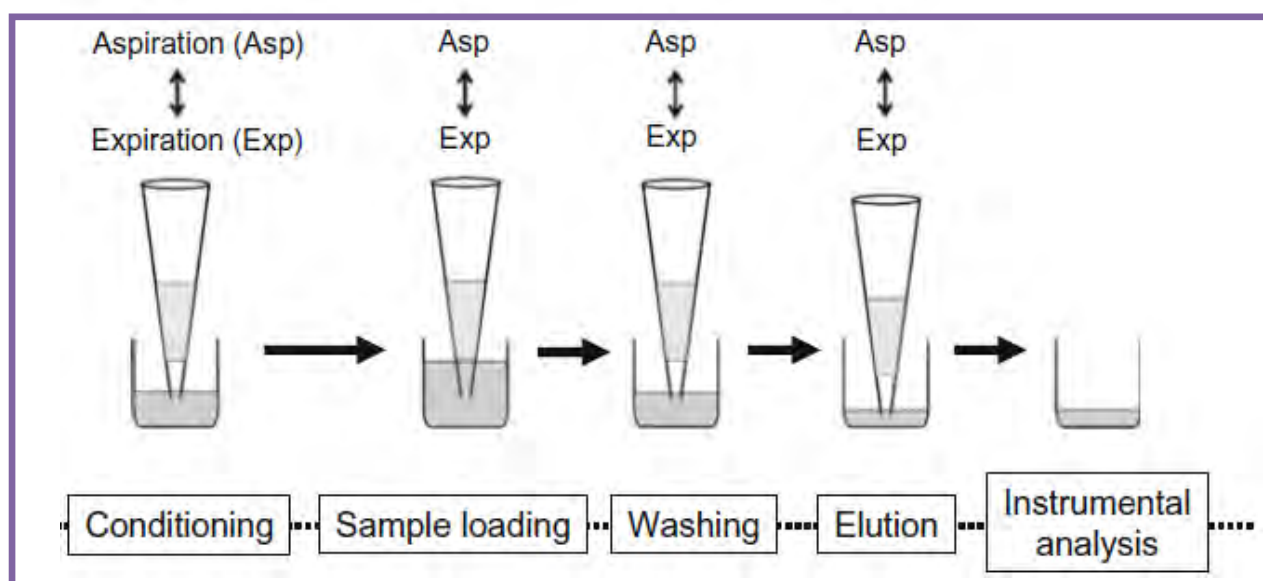 Aspiration (Asp) Asp Asp Asp
Expiration (Exp) Exp Exp Exp
Conditioning Sample loading Washing Elution Instrumental
analysis